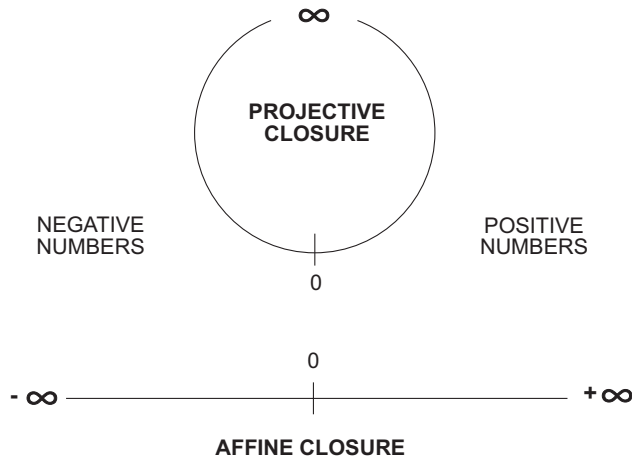 ∞
PROJECTIVE
CLOSURE
NEGATIVE
NUMBERS
POSITIVE
NUMBERS
0
0
- ∞
+ ∞
AFFINE CLOSURE